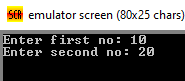 emulator screen (80x25 chars)
Enter first no: 10
Enter second no: 20